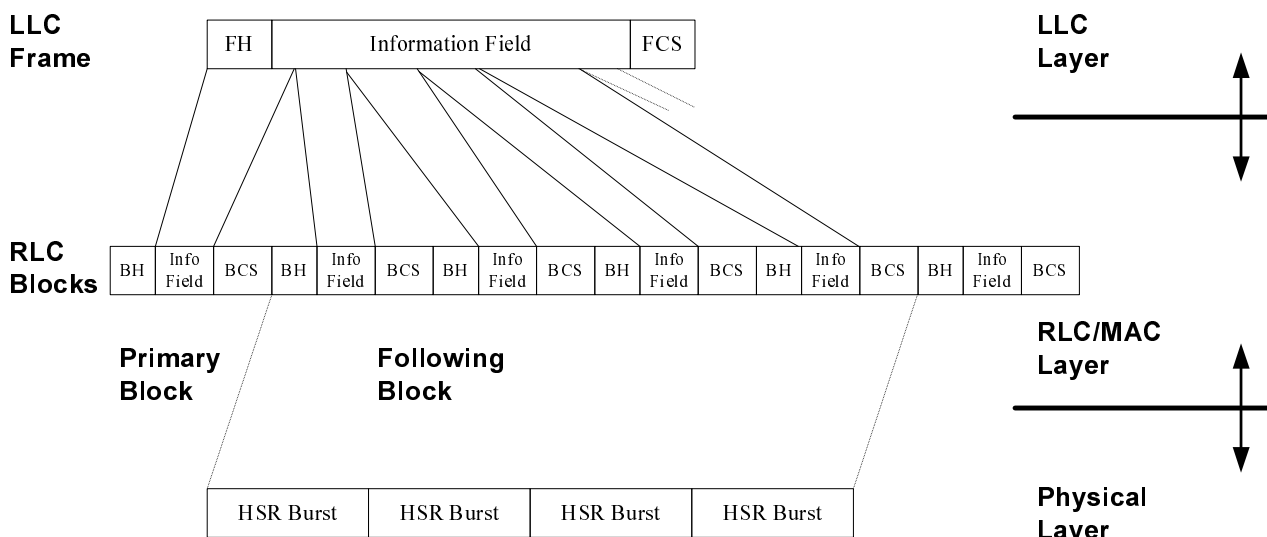 LLC
Frame
FH
Information Field
FCS
LLC
Layer
RLC
Blocks
BH
Info
Field
BCS
BH
Info
Field
BCS
BH
Info
Field
BCS
BH
Info
Field
BCS
BH
Info
Field
BCS
BH
Info
Field
BCS
Primary
Block
Following
Block
RLC/MAC
Layer
HSR Burst
HSR Burst
HSR Burst
HSR Burst
Physical
Layer